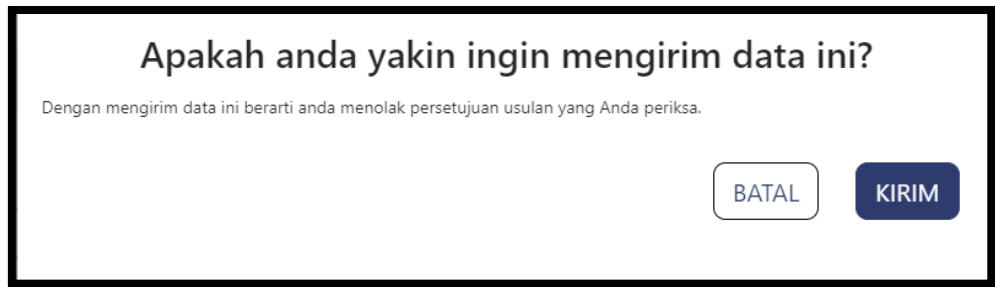 Apakah anda yakin ingin mengirim data ini?
Dengan mengirim data ini berarti anda menolak persetujuan usulan yang Anda periksa.
BATAL KIRIM